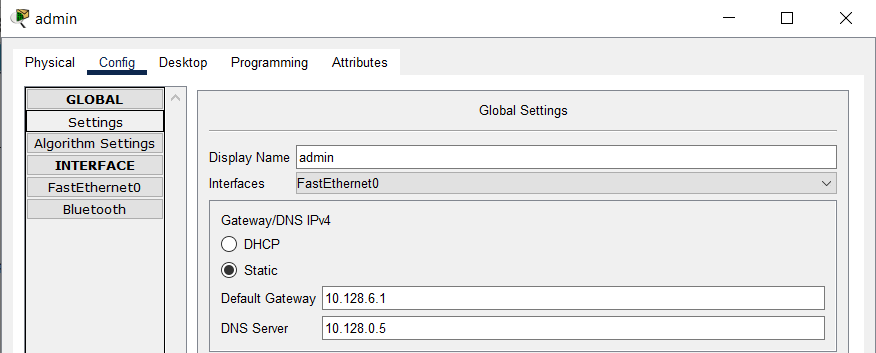 admin
Physical Config Desktop Programming Attributes
GLOBAL
Settings
Algorithm Settings
INTERFACE
FastEthernet0
Bluetooth
Global Settings
Display Name admin
Interfaces FastEthernet0
Gateway/DNS IPv4
DHCP
Static
Default Gateway 10.128.6.1
DNS Server 10.128.0.5